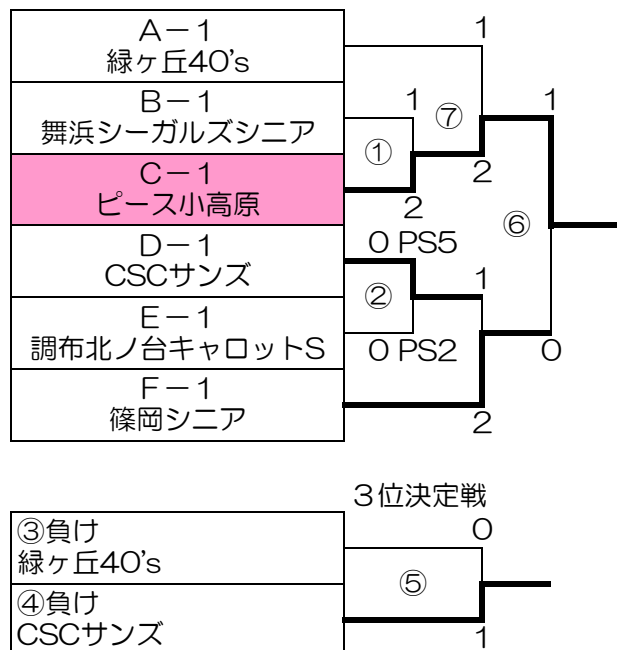 A－1
緑ヶ丘40's
B－1
舞浜シーガルズシニア
C－1
ピース小高原
D－1
CSCサンズ
E－1
調布北ノ台キャロットS
F－1
篠岡シニア
1
1
⑦
1
①
2
2
⑥
0 PS5
1
②
0 PS2
0
2
３位決定戦
③負け
緑ヶ丘40's
0
⑤
④負け
CSCサンズ
1